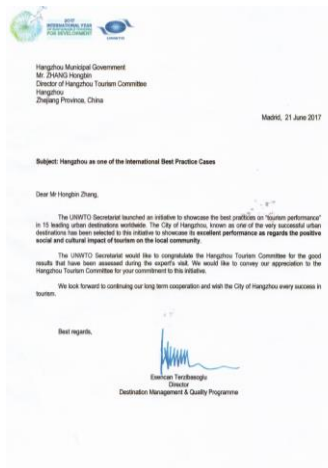 2017
INTERNATIONAL YEAR
OF SUSTAINABLE TOURISM
FOR DEVELOPMENT
UNWTO
Hangzhou Municipal Government
Mr. ZHANG Hongbin
Director of Hangzhou Tourism Committee
Hangzhou
Zhejiang Province, China
Madrid, 21 June 2017
Subject: Hangzhou as one of the International Best Practice Cases
Dear Mr Hongbin Zhang,
The UNWTO Secretariat launched an initiative to showcase the best practices on "tourism performance"
in 15 leading urban destinations worldwide. The City of Hangzhou, known as one of the very successful urban
destinations has been selected to this initiative to showcase its excellent performance as regards the positive
social and cultural impact of tourism on the local community.
The UNWTO Secretariat would like to congratulate the Hangzhou Tourism Committee for the good
results that have been assessed during the expert's visit. We would like to convey our appreciation to the
Hangzhou Tourism Committee for your commitment to this initiative.
We look forward to continuing our long term cooperation and wish the City of Hangzhou every success in
tourism.
Best regards,
Esencan Terzibasoglu
Director
Destination Management & Quality Programme